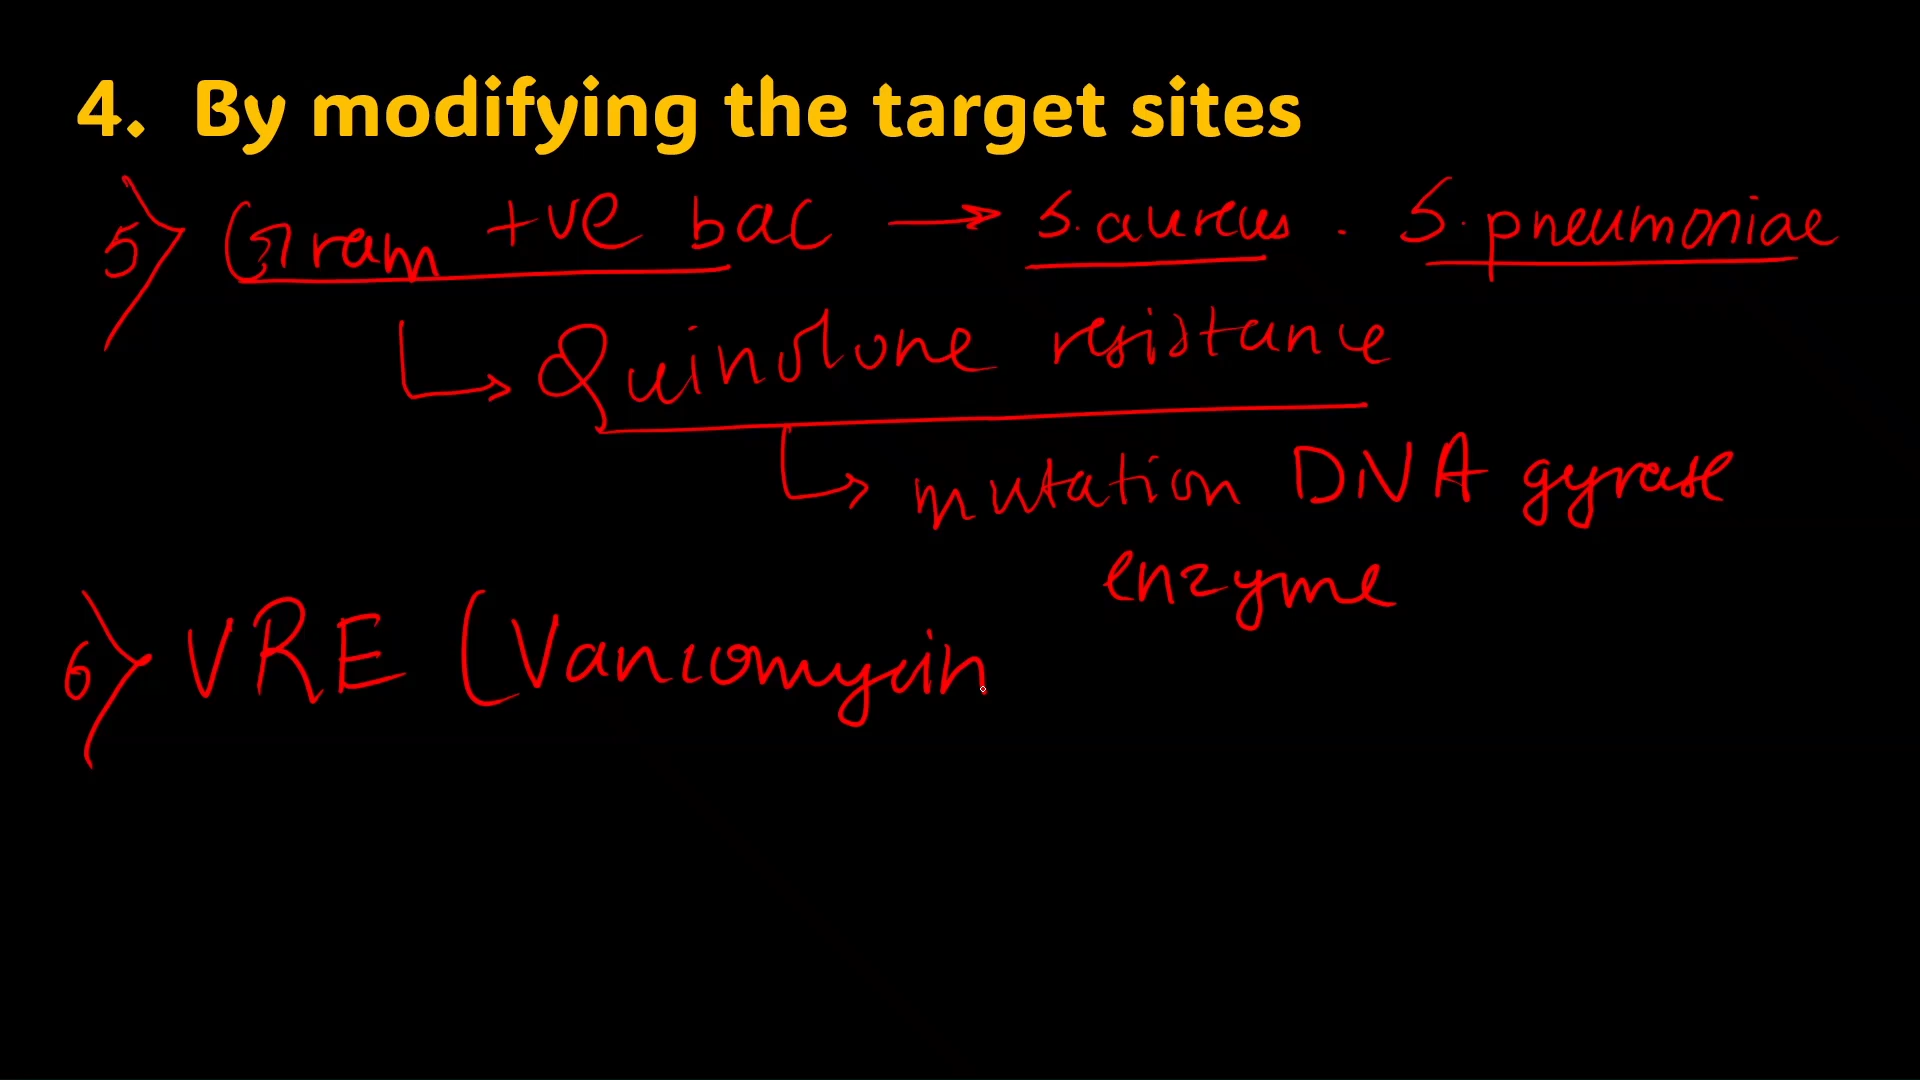 4. By modifying the target sites
5) Gram +ve bac → S. aureus . S. pneumoniae
↳ Quinolone resistance
↳ mutation DNA gyrase
enzyme
6) VRE (Vancomycin